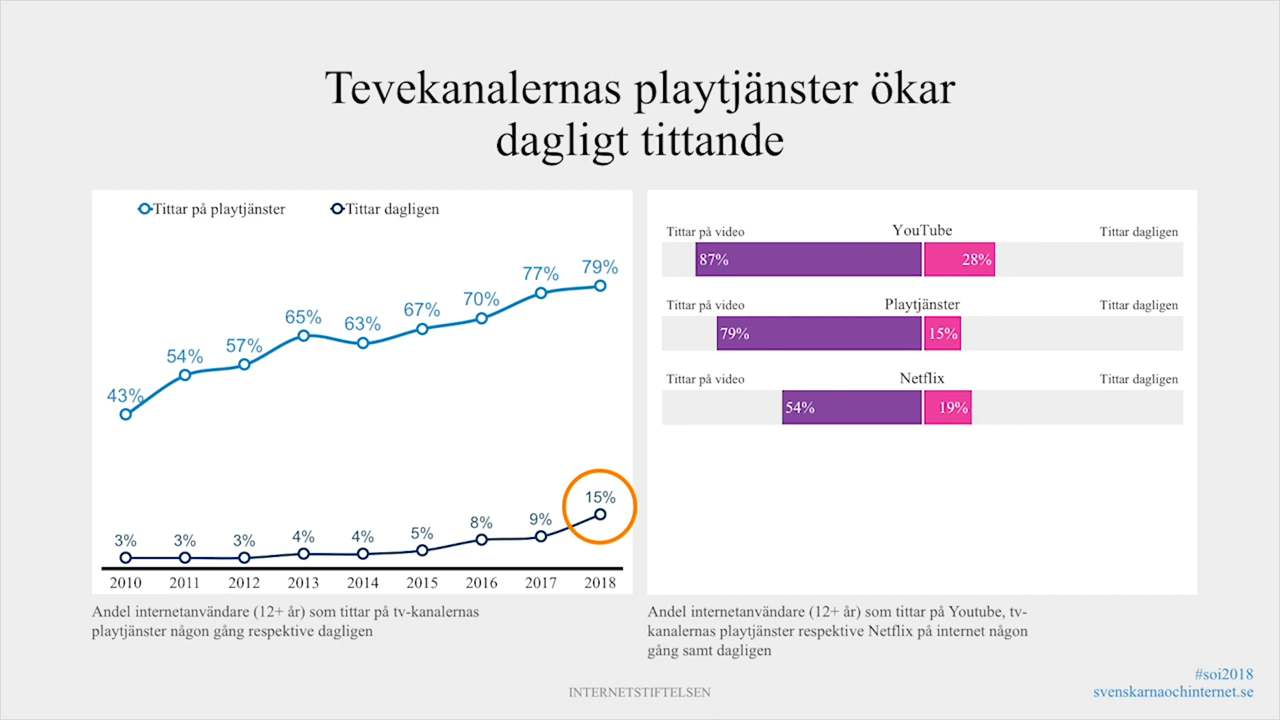 Tevekanalernas playtjänster ökar
dagligt tittande
Tittar på playtjänster
Tittar dagligen
43%
54%
57%
65%
63%
67%
70%
77%
79%
3%
3%
3%
4%
4%
5%
8%
9%
15%
2010
2011
2012
2013
2014
2015
2016
2017
2018
Andel internetanvändare (12+ år) som tittar på tv-kanalernas
playtjänster någon gång respektive dagligen
Tittar på video
YouTube
Tittar dagligen
87%
28%
Tittar på video
Playtjänster
Tittar dagligen
79%
15%
Tittar på video
Netflix
Tittar dagligen
54%
19%
Andel internetanvändare (12+ år) som tittar på Youtube, tv-
kanalernas playtjänster respektive Netflix på internet någon
gång samt dagligen
INTERNETSTIFTELSEN
#soi2018
svenskarnaochinternet.se